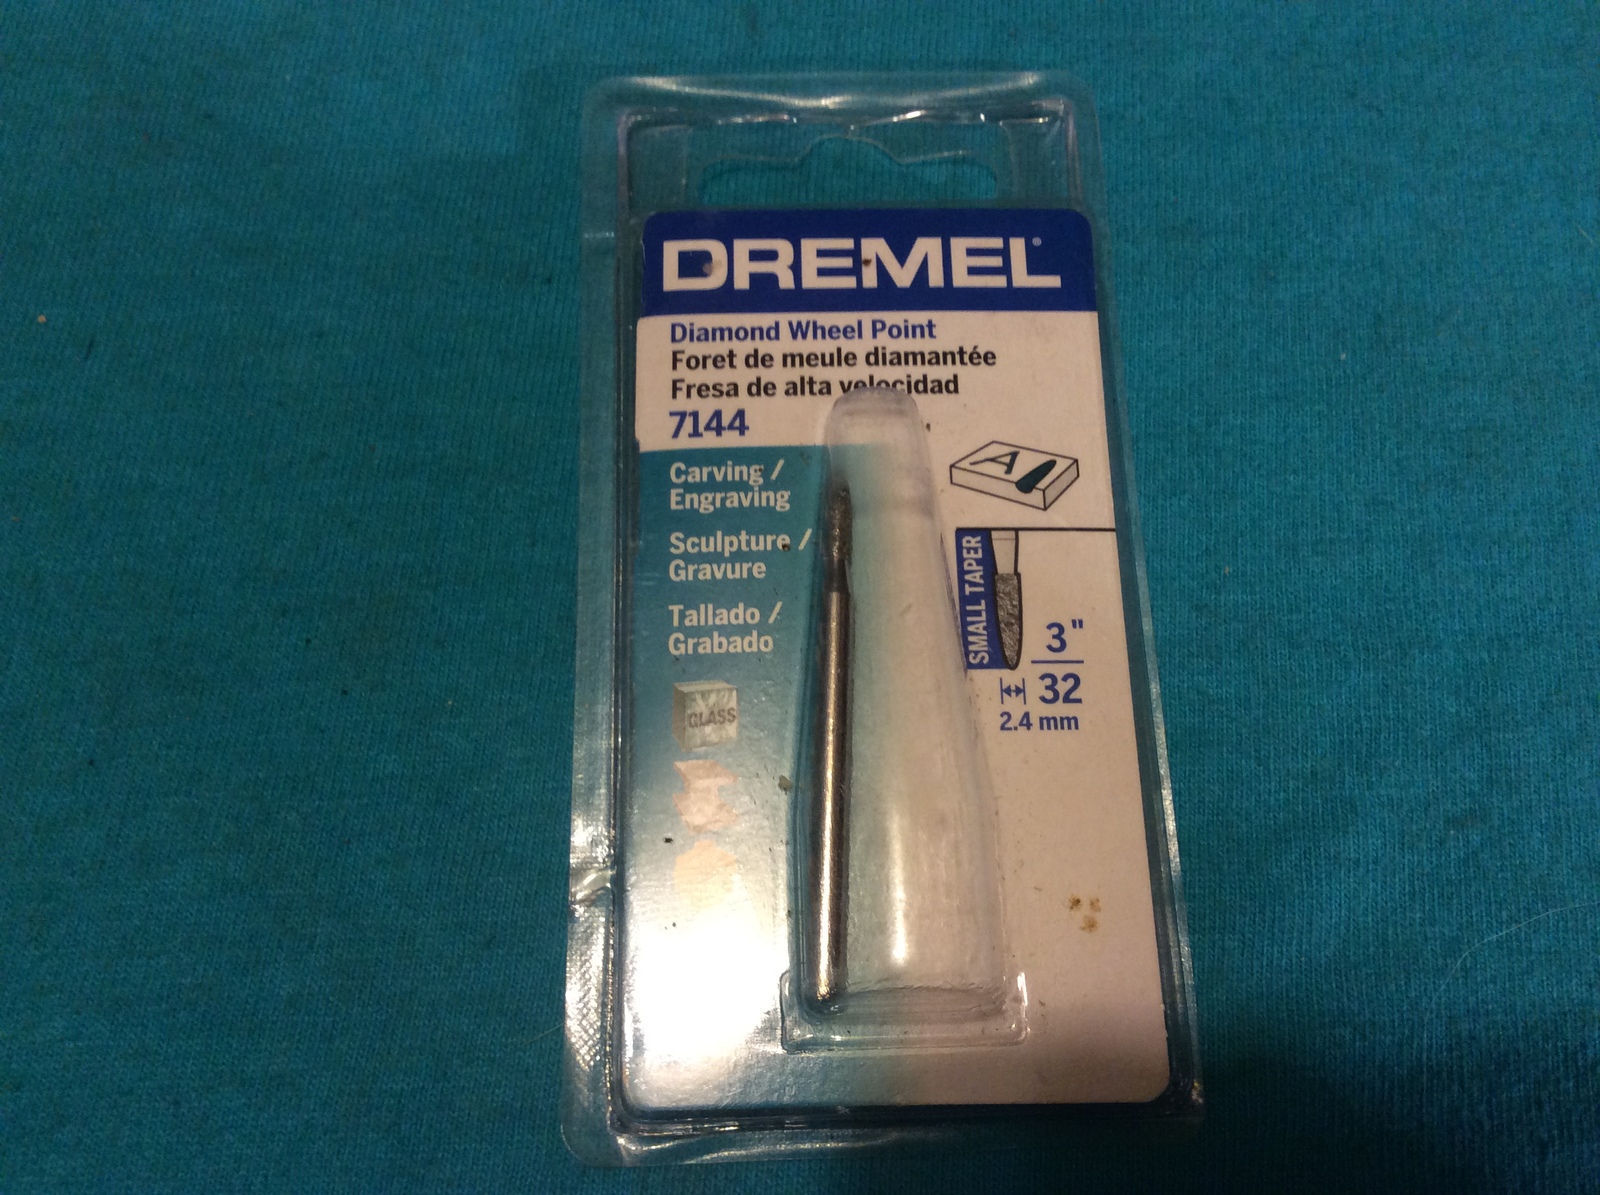 DREMEL®
Diamond Wheel Point
Foret de meule diamantée
Fresa de alta velocidad
7144
Carving /
Engraving
Sculpture /
Gravure
Tallado /
Grabado
GLASS
A
SMALL TAPER
3"
32
2.4 mm